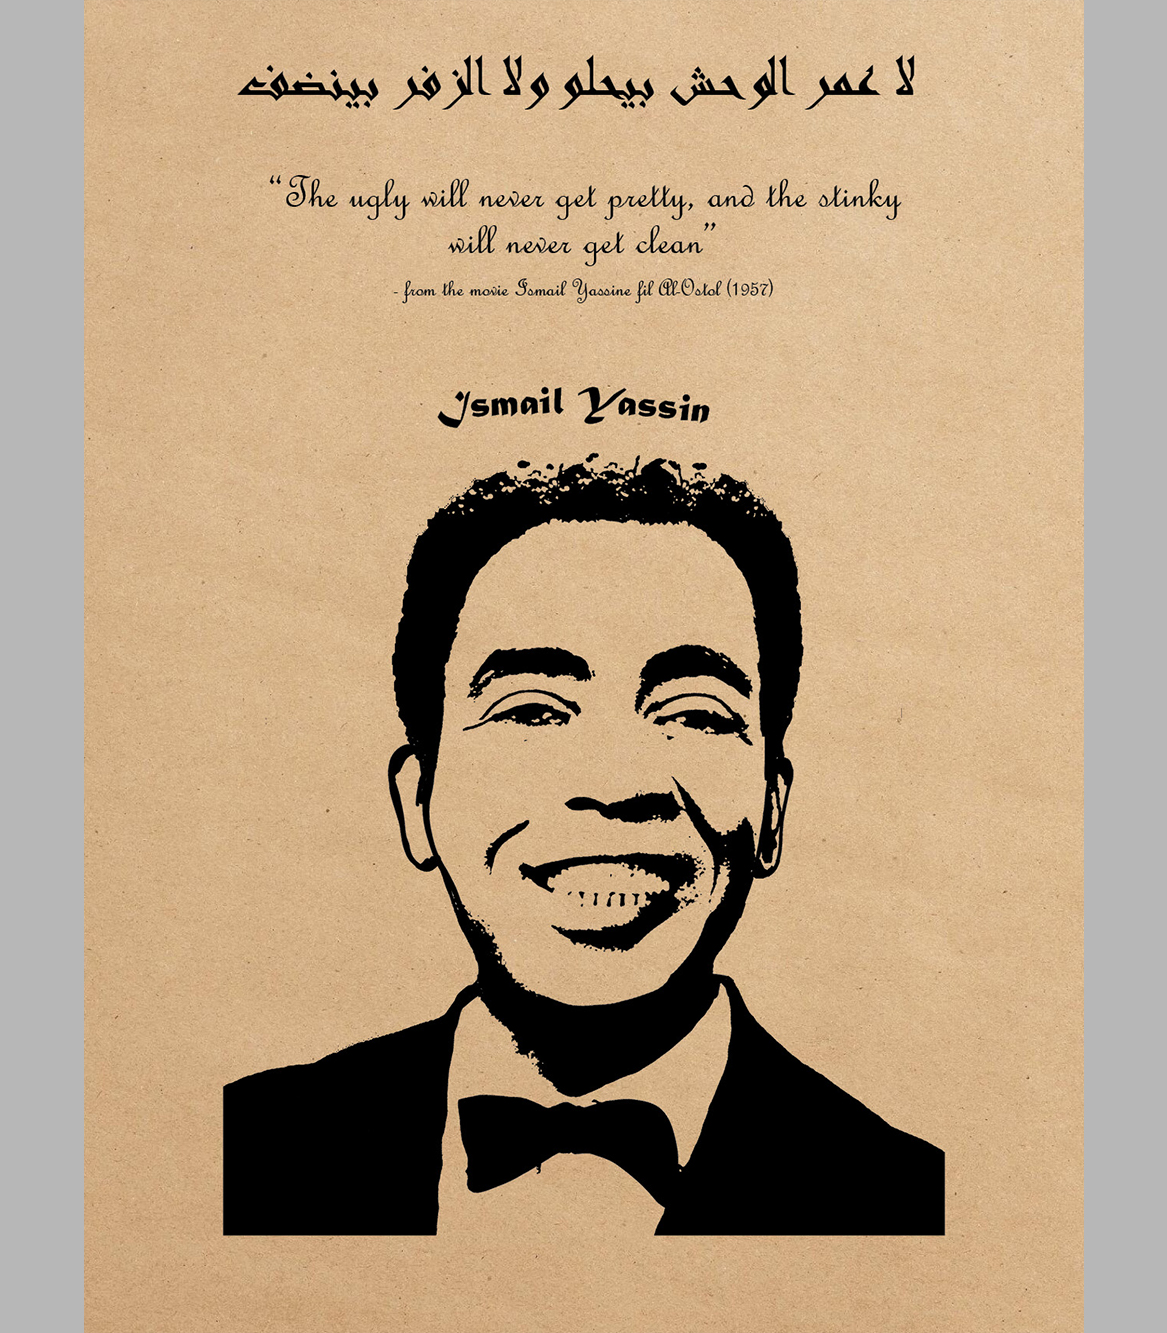 لا عمر الوحش بيحلو ولا الزفر بينضف
“The ugly will never get pretty, and the stinky
will never get clean”
- from the movie Ismail Yassine fil Al-Ostol (1957)
Ismail Yassin